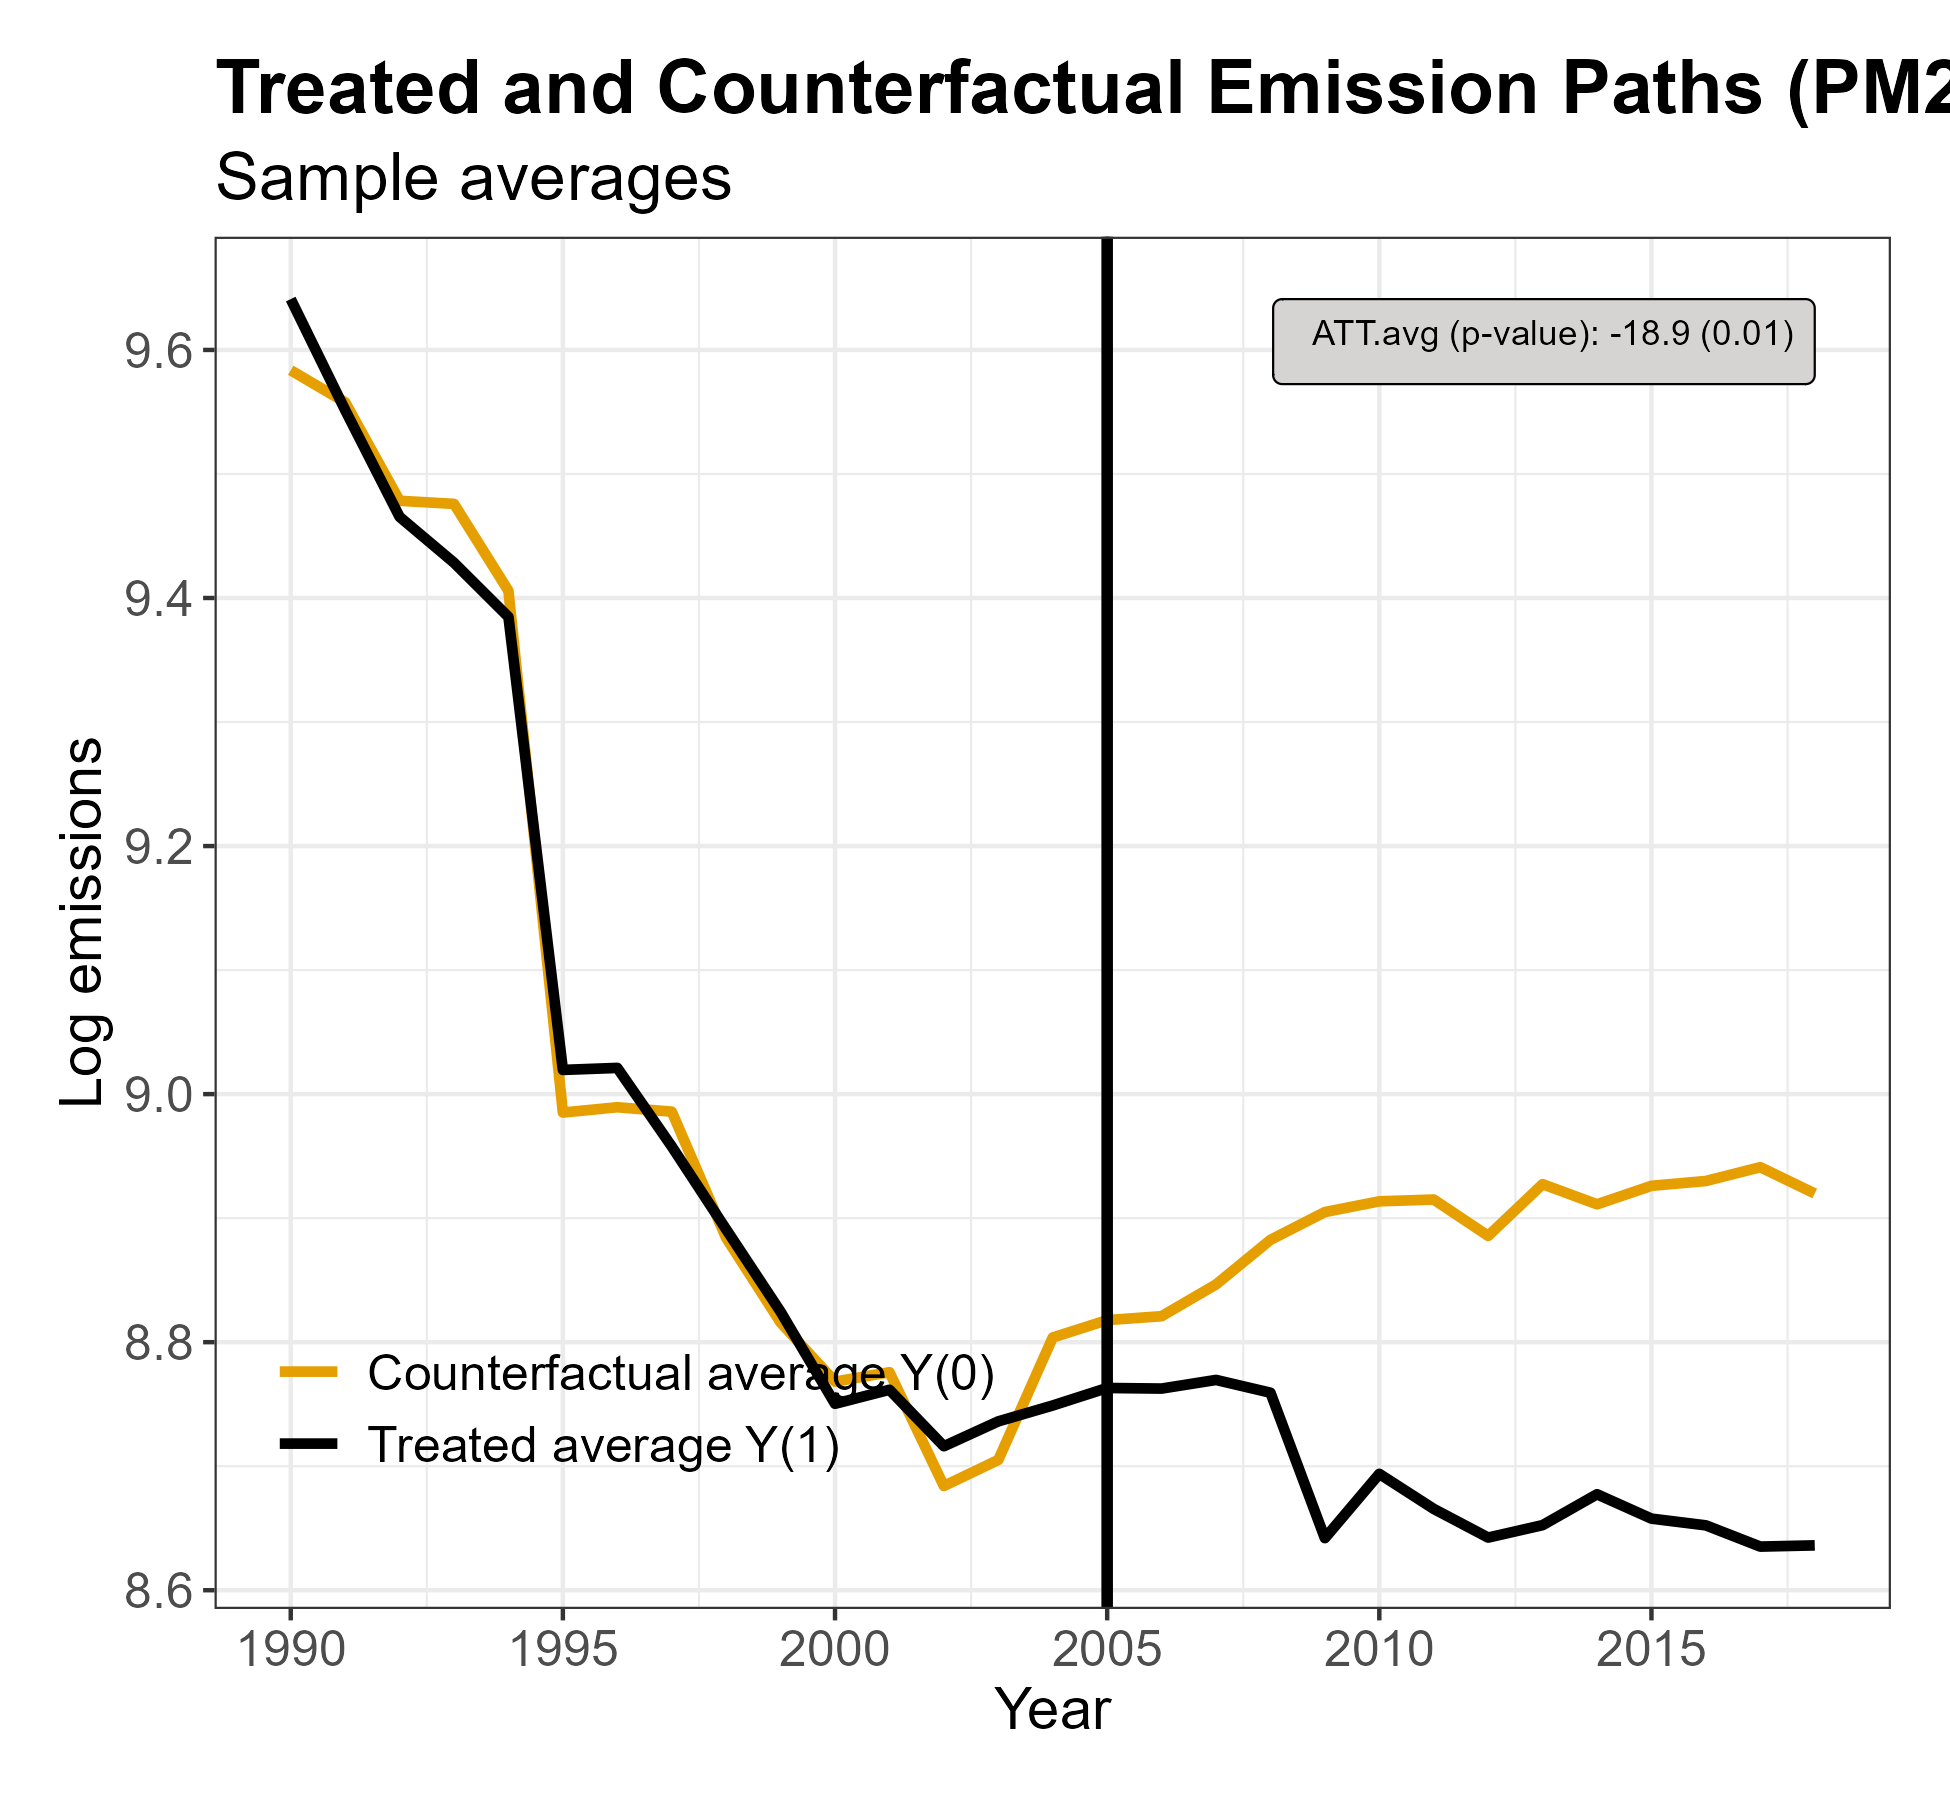 Treated and Counterfactual Emission Paths (PM2
Sample averages
ATT.avg (p-value): -18.9 (0.01)
9.6
9.4
9.2
9.0
8.8
8.6
Log emissions
Counterfactual average Y(0)
Treated average Y(1)
1990 1995 2000 2005 2010 2015
Year